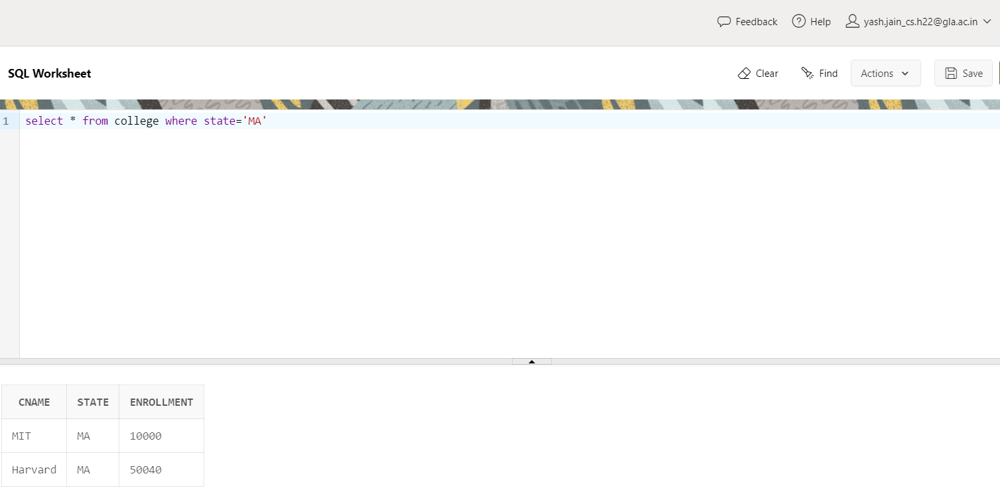 Feedback Help yash.jain_cs.h22@gla.ac.in
SQL Worksheet Clear Find Actions Save
1 select * from college where state='MA'
CNAME STATE ENROLLMENT
MIT MA 10000
Harvard MA 50040